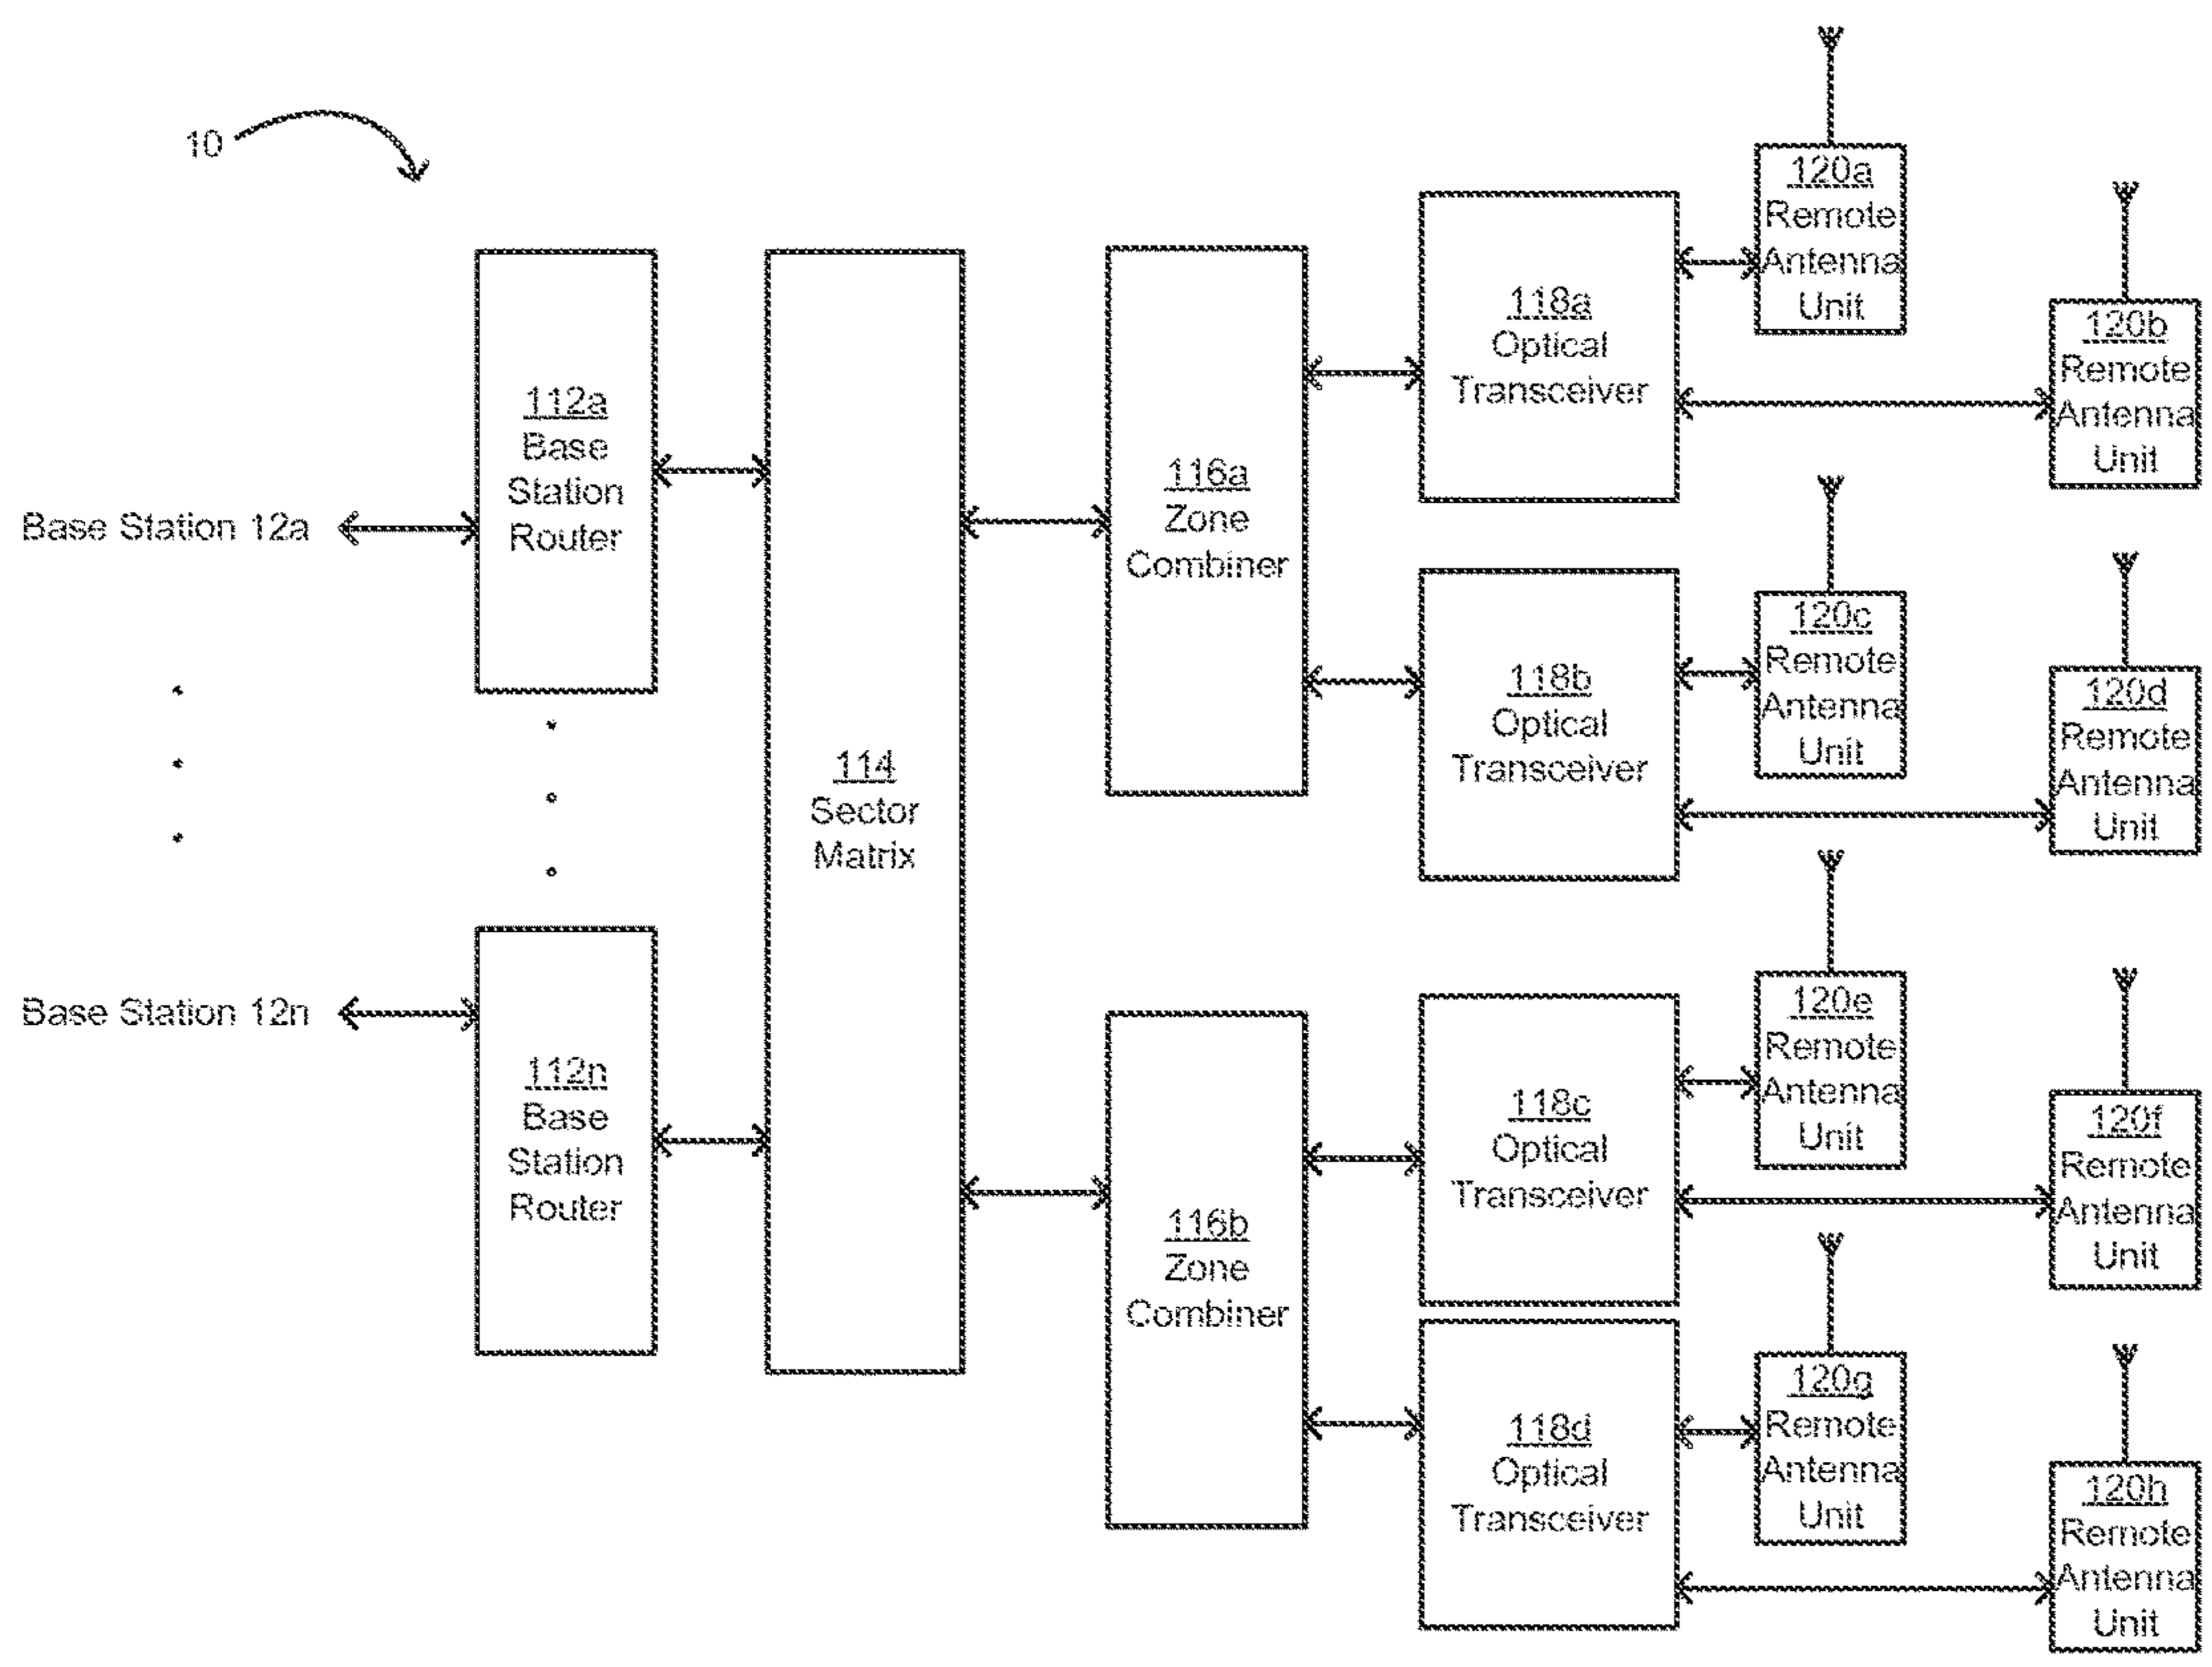 10
Base Station 12a
Base Station 12n
112a
Base
Station
Router
112n
Base
Station
Router
114
Sector
Matrix
116a
Zone
Combiner
116b
Zone
Combiner
118a
Optical
Transceiver
118b
Optical
Transceiver
118c
Optical
Transceiver
118d
Optical
Transceiver
120a
Remote
Antenna
Unit
120b
Remote
Antenna
Unit
120c
Remote
Antenna
Unit
120d
Remote
Antenna
Unit
120e
Remote
Antenna
Unit
120f
Remote
Antenna
Unit
120g
Remote
Antenna
Unit
120h
Remote
Antenna
Unit